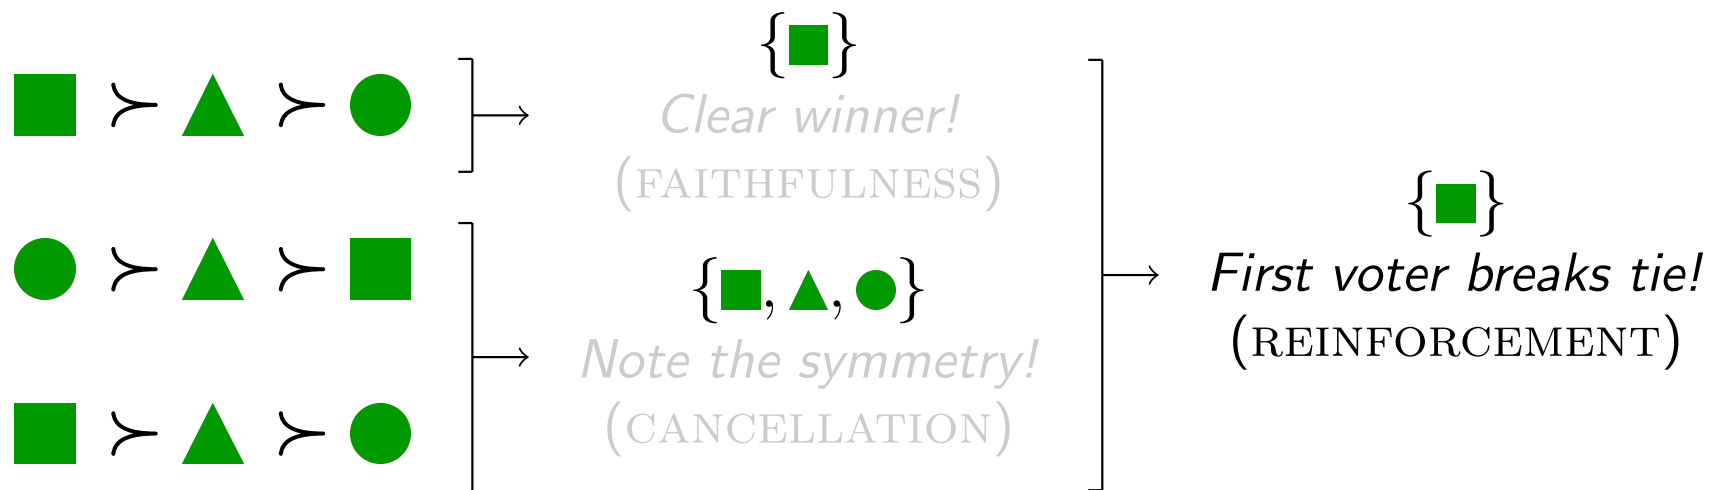 ≻ ≻
{ }
Clear winner!
(FAITHFULNESS)
≻ ≻
{ , , }
Note the symmetry!
(CANCELLATION)
≻ ≻
{ }
First voter breaks tie!
(REINFORCEMENT)